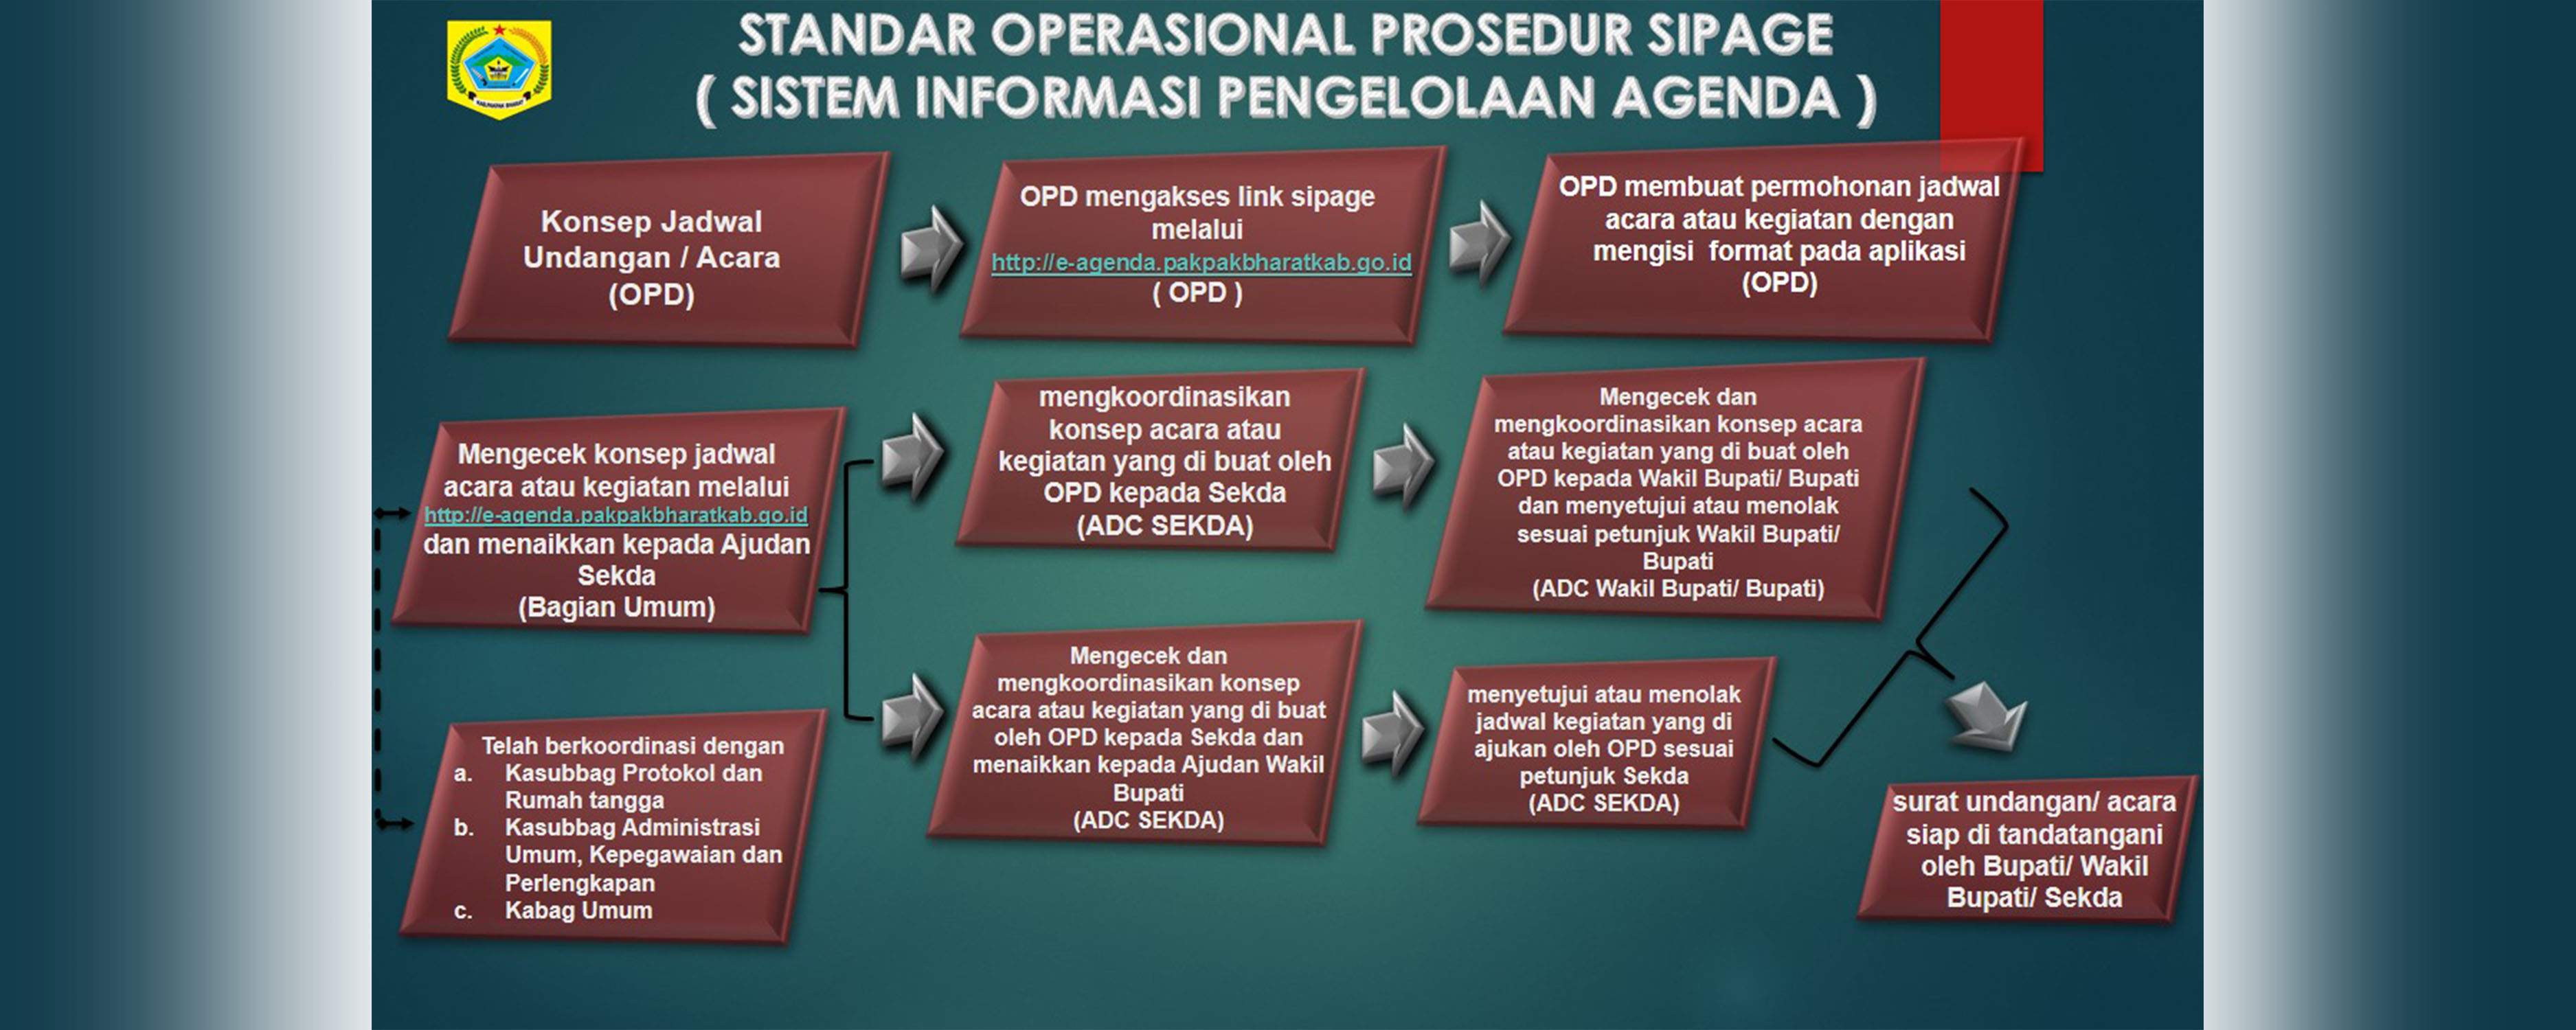 STANDAR OPERASIONAL PROSEDUR SIPAGE
( SISTEM INFORMASI PENGELOLAAN AGENDA )
KAB.PAKPAK BHARAT
Konsep Jadwal
Undangan / Acara
(OPD)
OPD mengakses link sipage
melalui
http://e-agenda.pakpakbharatkab.go.id
( OPD )
OPD membuat permohonan jadwal
acara atau kegiatan dengan
mengisi format pada aplikasi
(OPD)
Mengecek konsep jadwal
acara atau kegiatan melalui
http://e-agenda.pakpakbharatkab.go.id
dan menaikkan kepada Ajudan
Sekda
(Bagian Umum)
mengkoordinasikan
konsep acara atau
kegiatan yang di buat oleh
OPD kepada Sekda
(ADC SEKDA)
Mengecek dan
mengkoordinasikan konsep acara
atau kegiatan yang di buat oleh
OPD kepada Wakil Bupati/ Bupati
dan menyetujui atau menolak
sesuai petunjuk Wakil Bupati/
Bupati
(ADC Wakil Bupati/ Bupati)
Telah berkoordinasi dengan
a. Kasubbag Protokol dan
Rumah tangga
b. Kasubbag Administrasi
Umum, Kepegawaian dan
Perlengkapan
c. Kabag Umum
Mengecek dan
mengkoordinasikan konsep
acara atau kegiatan yang di buat
oleh OPD kepada Sekda dan
menaikkan kepada Ajudan Wakil
Bupati
(ADC SEKDA)
menyetujui atau menolak
jadwal kegiatan yang di
ajukan oleh OPD sesuai
petunjuk Sekda
(ADC SEKDA)
surat undangan/ acara
siap di tandatangani
oleh Bupati/ Wakil
Bupati/ Sekda